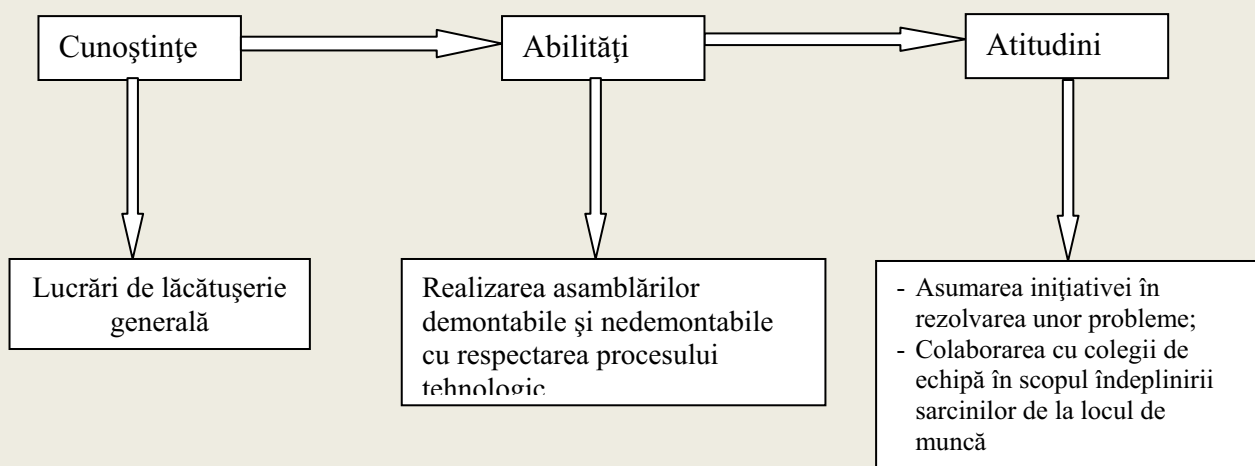 Cunoştinţe
Abilităţi
Atitudini
Lucrări de lăcătuşerie
generală
Realizarea asamblărilor
demontabile şi nedemontabile
cu respectarea procesului
tehnologic
- Asumarea iniţiativei în
rezolvarea unor probleme;
- Colaborarea cu colegii de
echipă în scopul îndeplinirii
sarcinilor de la locul de
muncă